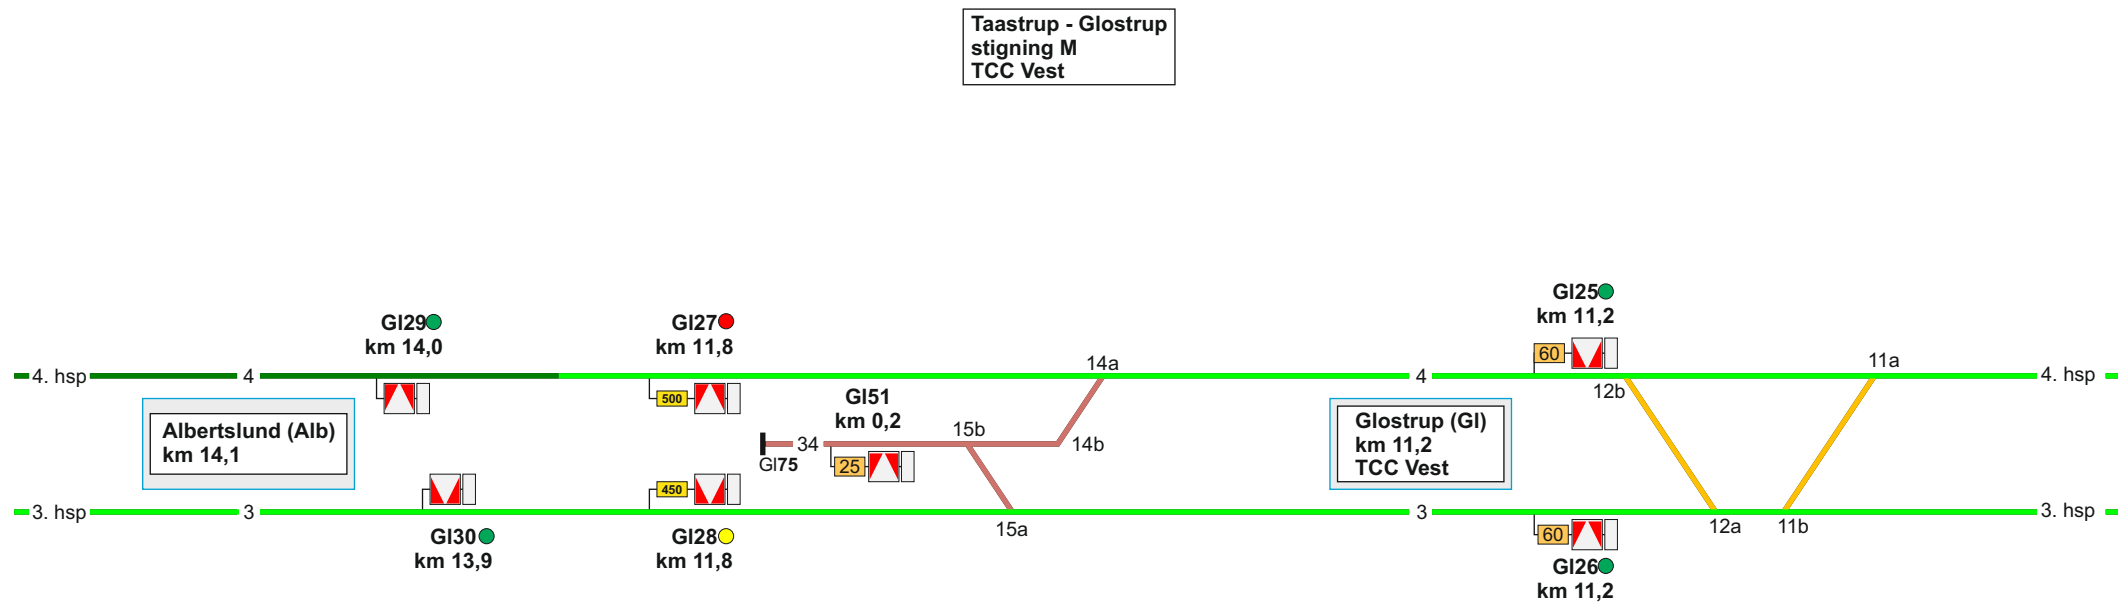 Taastrup - Glostrup
stigning M
TCC Vest
Gl25
km 11,2
Gl29
km 14,0
Gl27
km 11,8
60
14a
11a
4. hsp
4
4
4. hsp
500
Gl51
km 0,2
12b
Albertslund (Alb)
km 14,1
15b
34
14b
Gl75
25
Glostrup (Gl)
km 11,2
TCC Vest
450
3. hsp
3
3
3. hsp
15a
12a
11b
Gl30
km 13,9
Gl28
km 11,8
60
Gl26
km 11,2